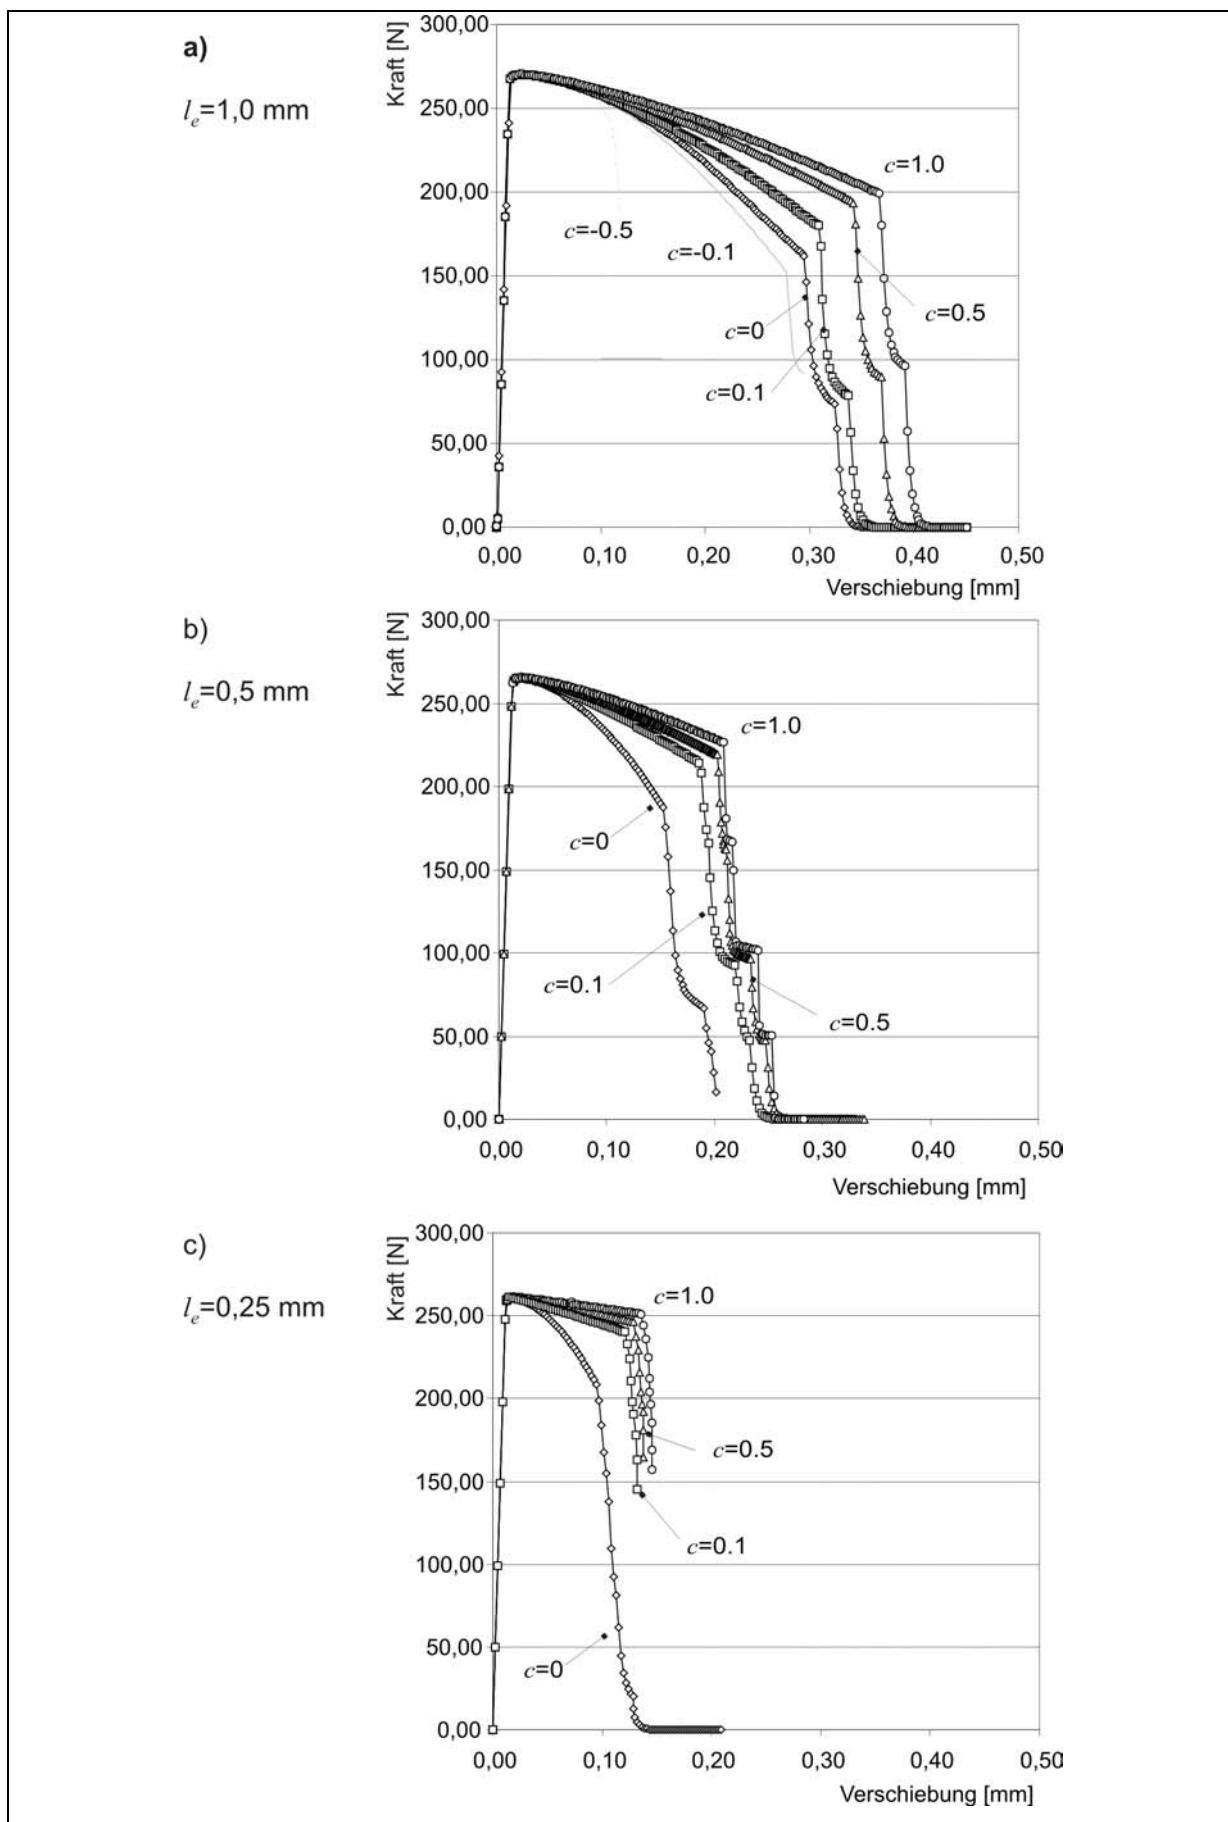 a)
l_e=1,0 mm
Kraft [N]
300,00
250,00
200,00
150,00
100,00
50,00
0,00
c=1.0
c=-0.5
c=-0.1
c=0
c=0.5
c=0.1
0,00 0,10 0,20 0,30 0,40 0,50
Verschiebung [mm]
b)
l_e=0,5 mm
Kraft [N]
300,00
250,00
200,00
150,00
100,00
50,00
0,00
c=1.0
c=0
c=0.1
c=0.5
0,00 0,10 0,20 0,30 0,40 0,50
Verschiebung [mm]
c)
l_e=0,25 mm
Kraft [N]
300,00
250,00
200,00
150,00
100,00
50,00
0,00
c=1.0
c=0.5
c=0.1
c=0
0,00 0,10 0,20 0,30 0,40 0,50
Verschiebung [mm]